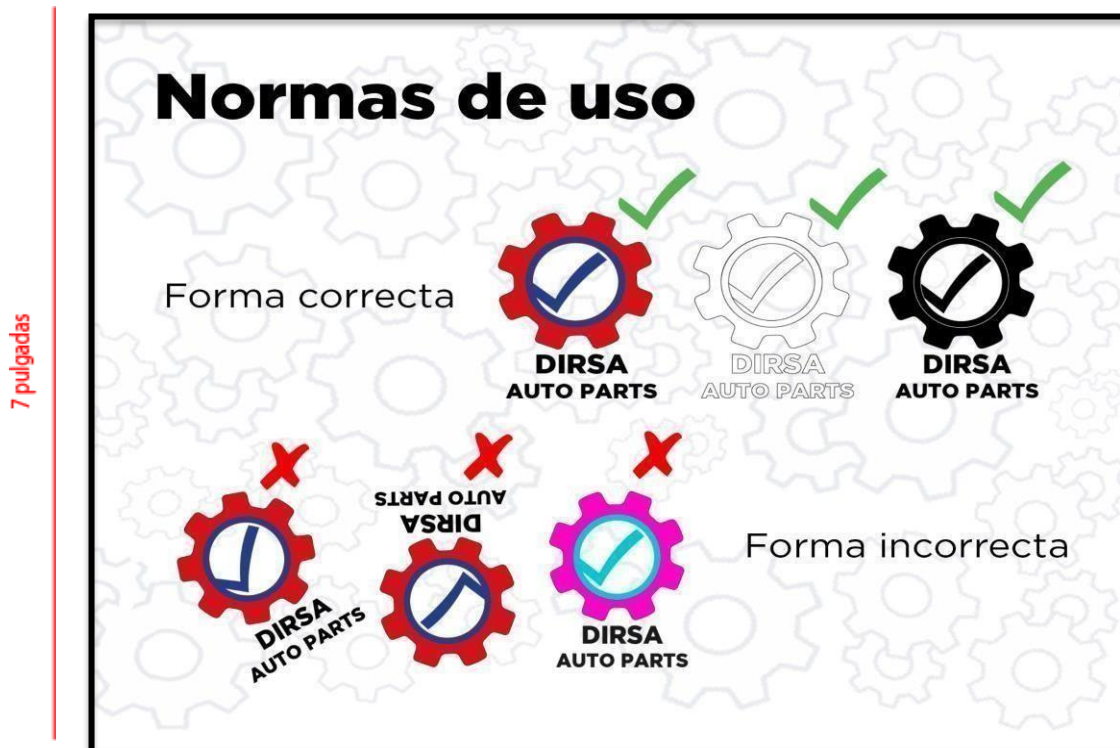 7 pulgadas
Normas de uso
Forma correcta
DIRSA
AUTO PARTS
DIRSA
AUTO PARTS
DIRSA
AUTO PARTS
DIRSA
AUTO PARTS
AUTO PARTS
DIRSA
DIRSA
AUTO PARTS
Forma incorrecta